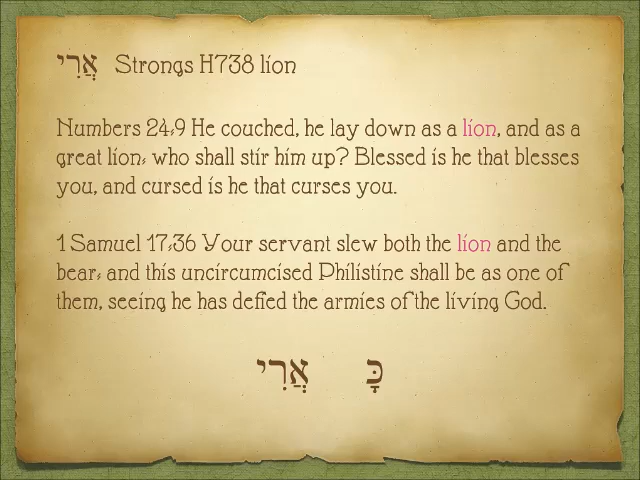 אֲרִי Strongs H738 lion
Numbers 24:9 He couched, he lay down as a lion, and as a
great lion: who shall stir him up? Blessed is he that blesses
you, and cursed is he that curses you.
1 Samuel 17:36 Your servant slew both the lion and the
bear: and this uncircumcised Philistine shall be as one of
them, seeing he has defied the armies of the living God.
כָּ אֲרִי